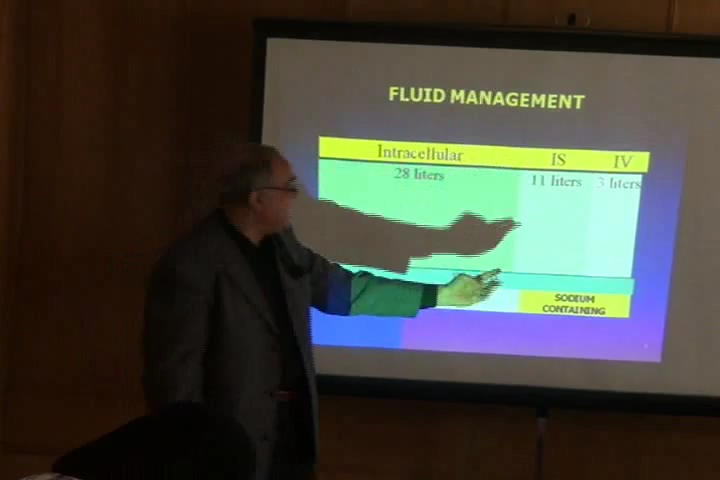 FLUID MANAGEMENT
Intracellular IS IV
28 liters 11 liters 3 liters
SODIUM
CONTAINING